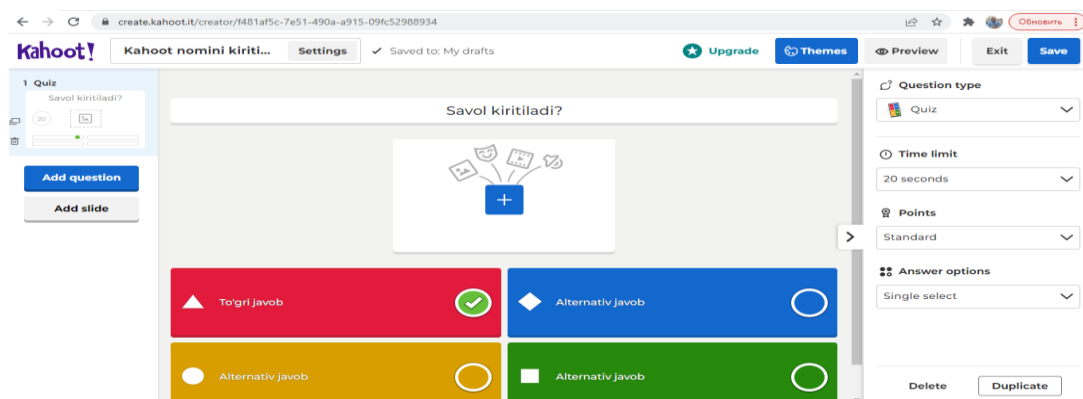 create.kahoot.it/creator/f481af5c-7e51-490a-a915-09fc52988934
Обновить
Kahoot!
Kahoot nomini kiriti...
Settings
Saved to: My drafts
Upgrade
Themes
Preview
Exit
Save
1 Quiz
Savol kiritiladi?
20
Add question
Add slide
Savol kiritiladi?
To'gri javob
Alternativ javob
Alternativ javob
Alternativ javob
Question type
Quiz
Time limit
20 seconds
Points
Standard
Answer options
Single select
Delete
Duplicate